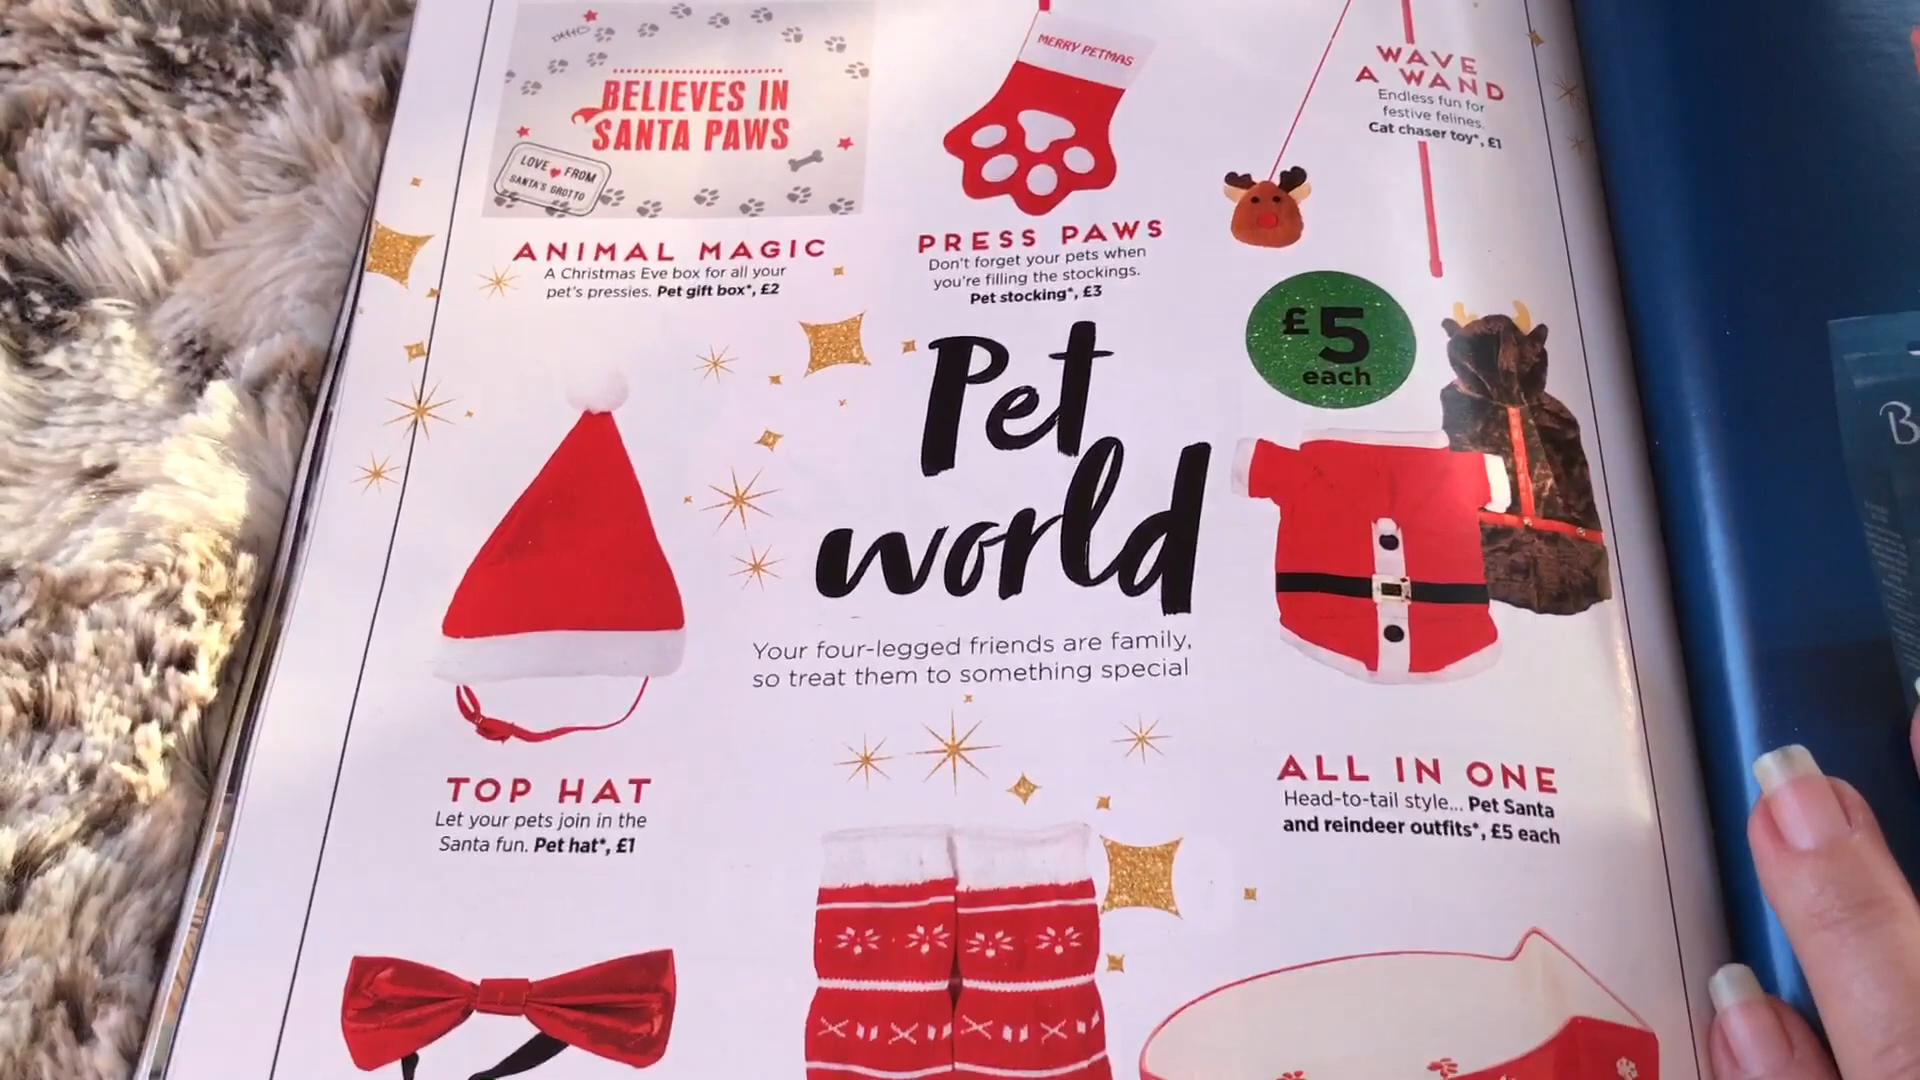 BELIEVES IN
SANTA PAWS
LOVE FROM
SANTA'S GROTTO
ANIMAL MAGIC
A Christmas Eve box for all your
pet's pressies. Pet gift box*, £2
MERRY PETMAS
PRESS PAWS
Don't forget your pets when
you're filling the stockings.
Pet stocking*, £3
WAVE
A WAND
Endless fun for
festive felines.
Cat chaser toy*, £1
£5
each
Pet
world
Your four-legged friends are family,
so treat them to something special
TOP HAT
Let your pets join in the
Santa fun. Pet hat*, £1
ALL IN ONE
Head-to-tail style... Pet Santa
and reindeer outfits*, £5 each